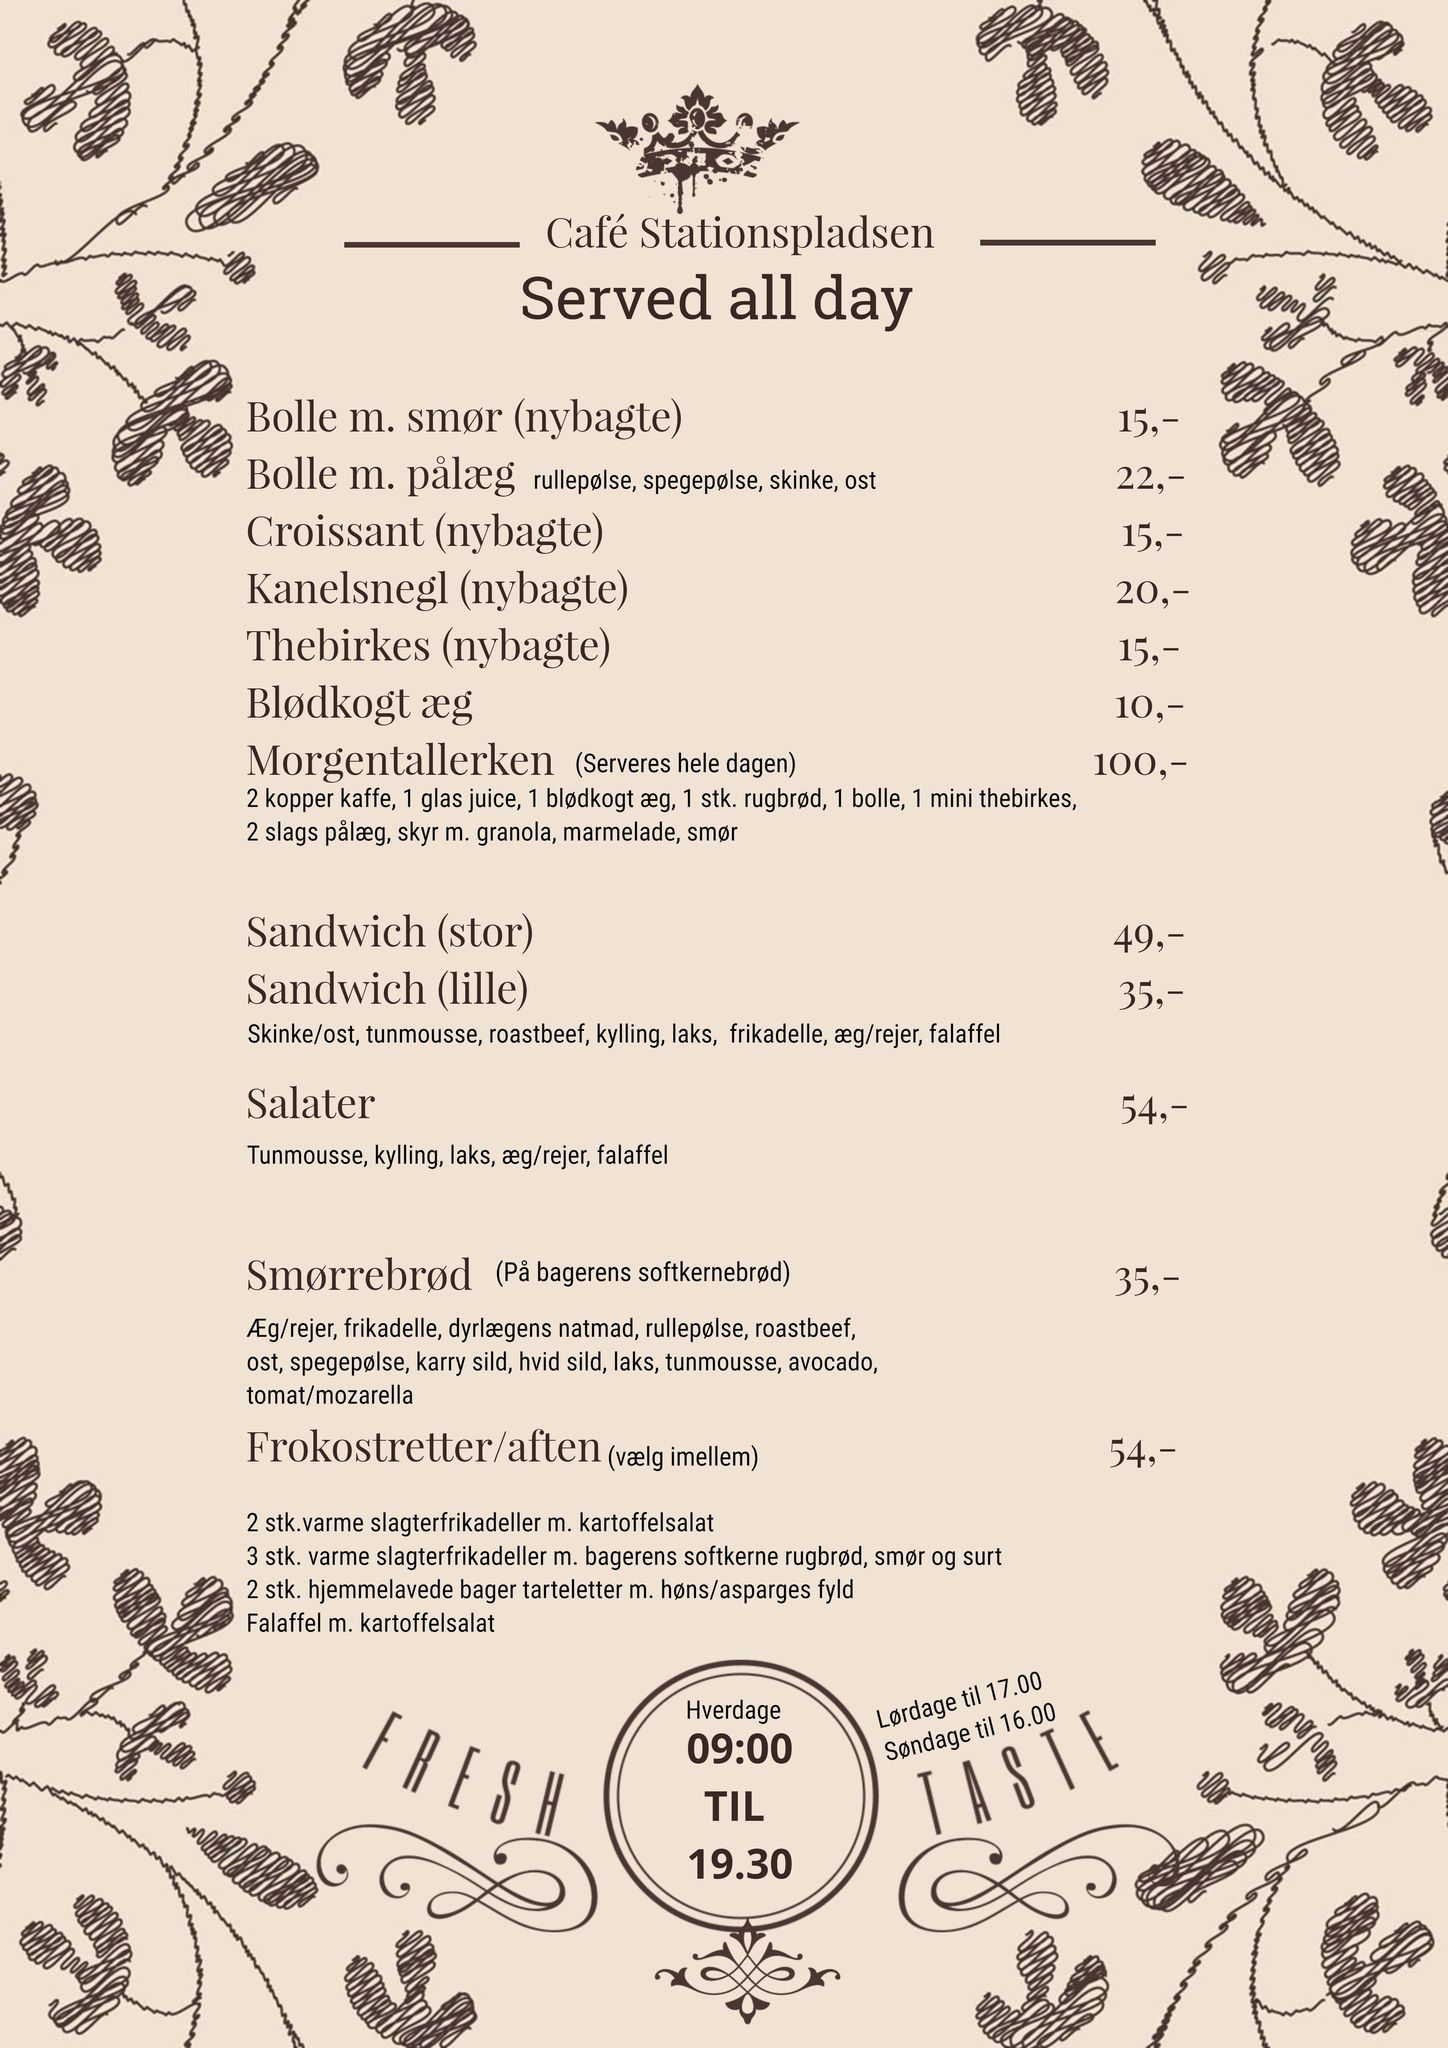 Café Stationspladsen
Served all day
Bolle m. smør (nybagte) 15,-
Bolle m. pålæg rullepølse, spegepølse, skinke, ost 22,-
Croissant (nybagte) 15,-
Kanelsnegl (nybagte) 20,-
Thebirkes (nybagte) 15,-
Blødkogt æg 10,-
Morgentallerken (Serveres hele dagen) 100,-
2 kopper kaffe, 1 glas juice, 1 blødkogt æg, 1 stk. rugbrød, 1 bolle, 1 mini thebirkes,
2 slags pålæg, skyr m. granola, marmelade, smør
Sandwich (stor) 49,-
Sandwich (lille) 35,-
Skinke/ost, tunmousse, roastbeef, kylling, laks, frikadelle, æg/rejer, falaffel
Salater 54,-
Tunmousse, kylling, laks, æg/rejer, falaffel
Smørrebrød (På bagerens softkernebrød) 35,-
Æg/rejer, frikadelle, dyrlægens natmad, rullepølse, roastbeef,
ost, spegepølse, karry sild, hvid sild, laks, tunmousse, avocado,
tomat/mozarella
Frokostretter/aften (vælg imellem) 54,-
2 stk.varme slagterfrikadeller m. kartoffelsalat
3 stk. varme slagterfrikadeller m. bagerens softkerne rugbrød, smør og surt
2 stk. hjemmelavede bager tarteletter m. høns/asparges fyld
Falaffel m. kartoffelsalat
FRESH
Hverdage
09:00
TIL
19.30
Lørdage til 17.00
Søndage til 16.00
TASTE